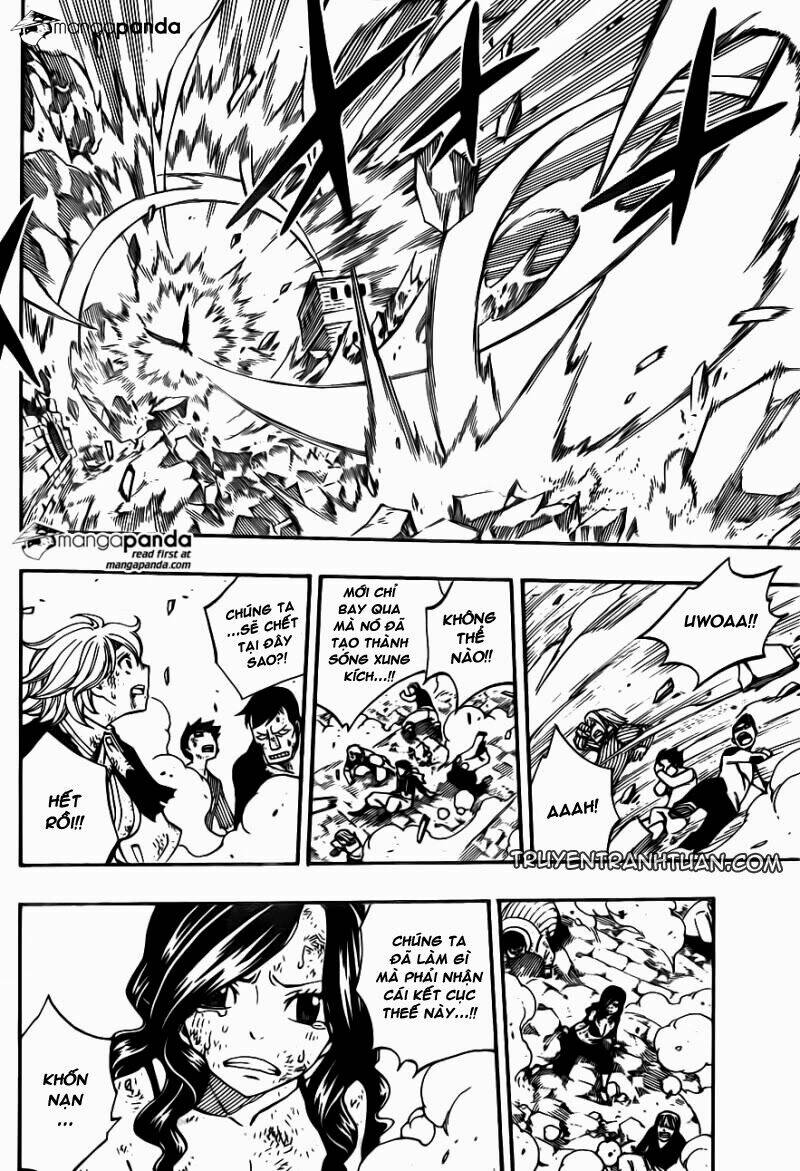 mangapanda
mangapanda
read first at
mangapanda.com
UWOAA!!
AAAH!
KHÔNG
THỂ
NÀO!!
MỚI CHỈ
BAY QUA
MÀ NÓ ĐÃ
TẠO THÀNH
SÓNG XUNG
KÍCH...!!
CHÚNG TA
...SẼ CHẾT
TẠI ĐÂY
SAO?!
HẾT
RỒI!!
TRUYENTRANHTUAN.COM
CHÚNG TA
ĐÃ LÀM GÌ
MÀ PHẢI NHẬN
CÁI KẾT CỤC
THEẾ NÀY...!!
KHỐN
NẠN
...